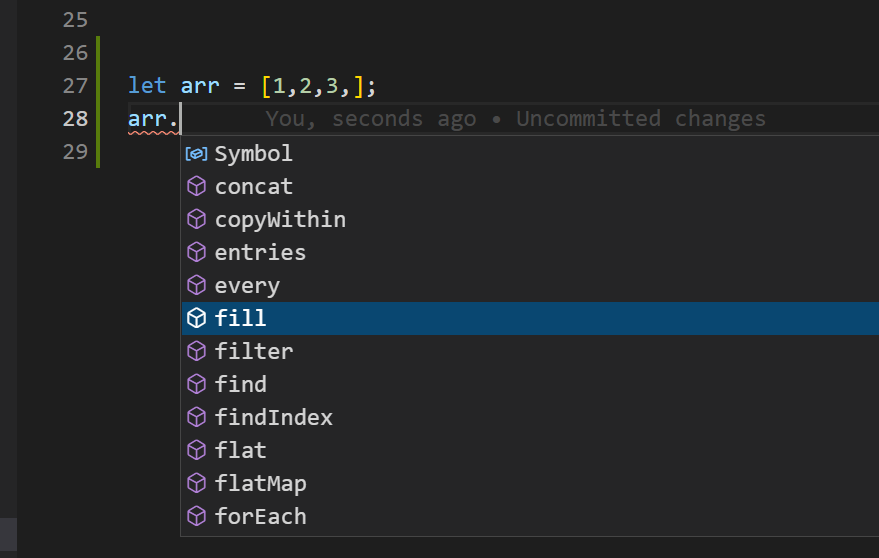 25
26
27 let arr = [1,2,3,];
28 arr. You, seconds ago • Uncommitted changes
29
Symbol
concat
copyWithin
entries
every
fill
filter
find
findIndex
flat
flatMap
forEach